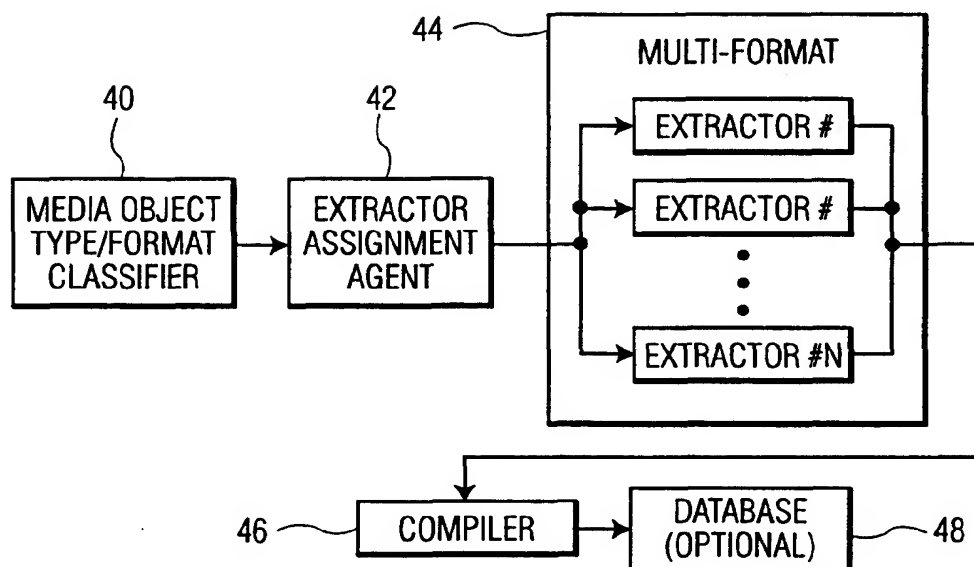 44
MULTI-FORMAT
40
42
EXTRACTOR #
MEDIA OBJECT
TYPE/FORMAT
CLASSIFIER
EXTRACTOR
ASSIGNMENT
AGENT
EXTRACTOR #
EXTRACTOR #N
46
COMPILER
DATABASE
(OPTIONAL)
48